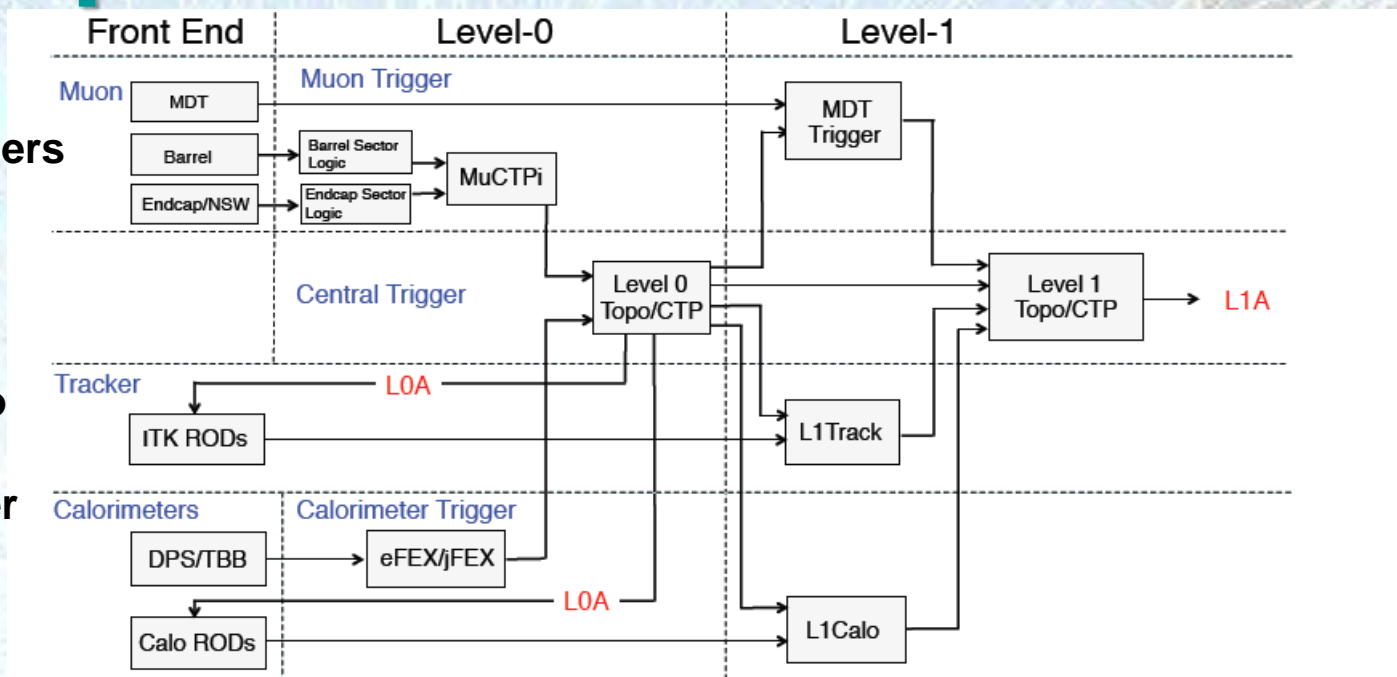 Front End
Level-0
Level-1
Muon
Muon Trigger
MDT
MDT
Trigger
ers
Barrel
Barrel Sector
Logic
MuCTPi
Endcap/NSW
Endcap Sector
Logic
Central Trigger
Level 0
Topo/CTP
Level 1
Topo/CTP
L1A
Tracker
L0A
ITK RODs
L1Track
r
Calorimeters
Calorimeter Trigger
DPS/TBB
eFEX/jFEX
L0A
Calo RODs
L1Calo